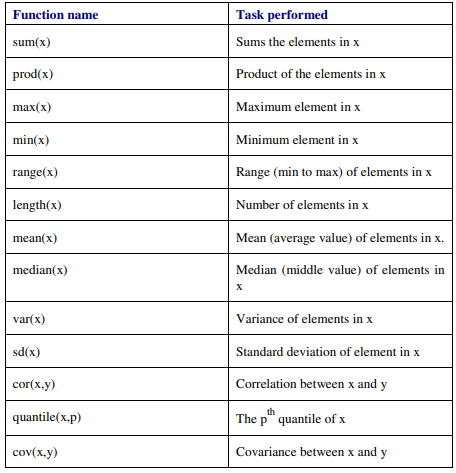 Function name Task performed
sum(x) Sums the elements in x
prod(x) Product of the elements in x
max(x) Maximum element in x
min(x) Minimum element in x
range(x) Range (min to max) of elements in x
length(x) Number of elements in x
mean(x) Mean (average value) of elements in x.
median(x) Median (middle value) of elements in
x
var(x) Variance of elements in x
sd(x) Standard deviation of element in x
cor(x,y) Correlation between x and y
quantile(x,p) The pth quantile of x
cov(x,y) Covariance between x and y